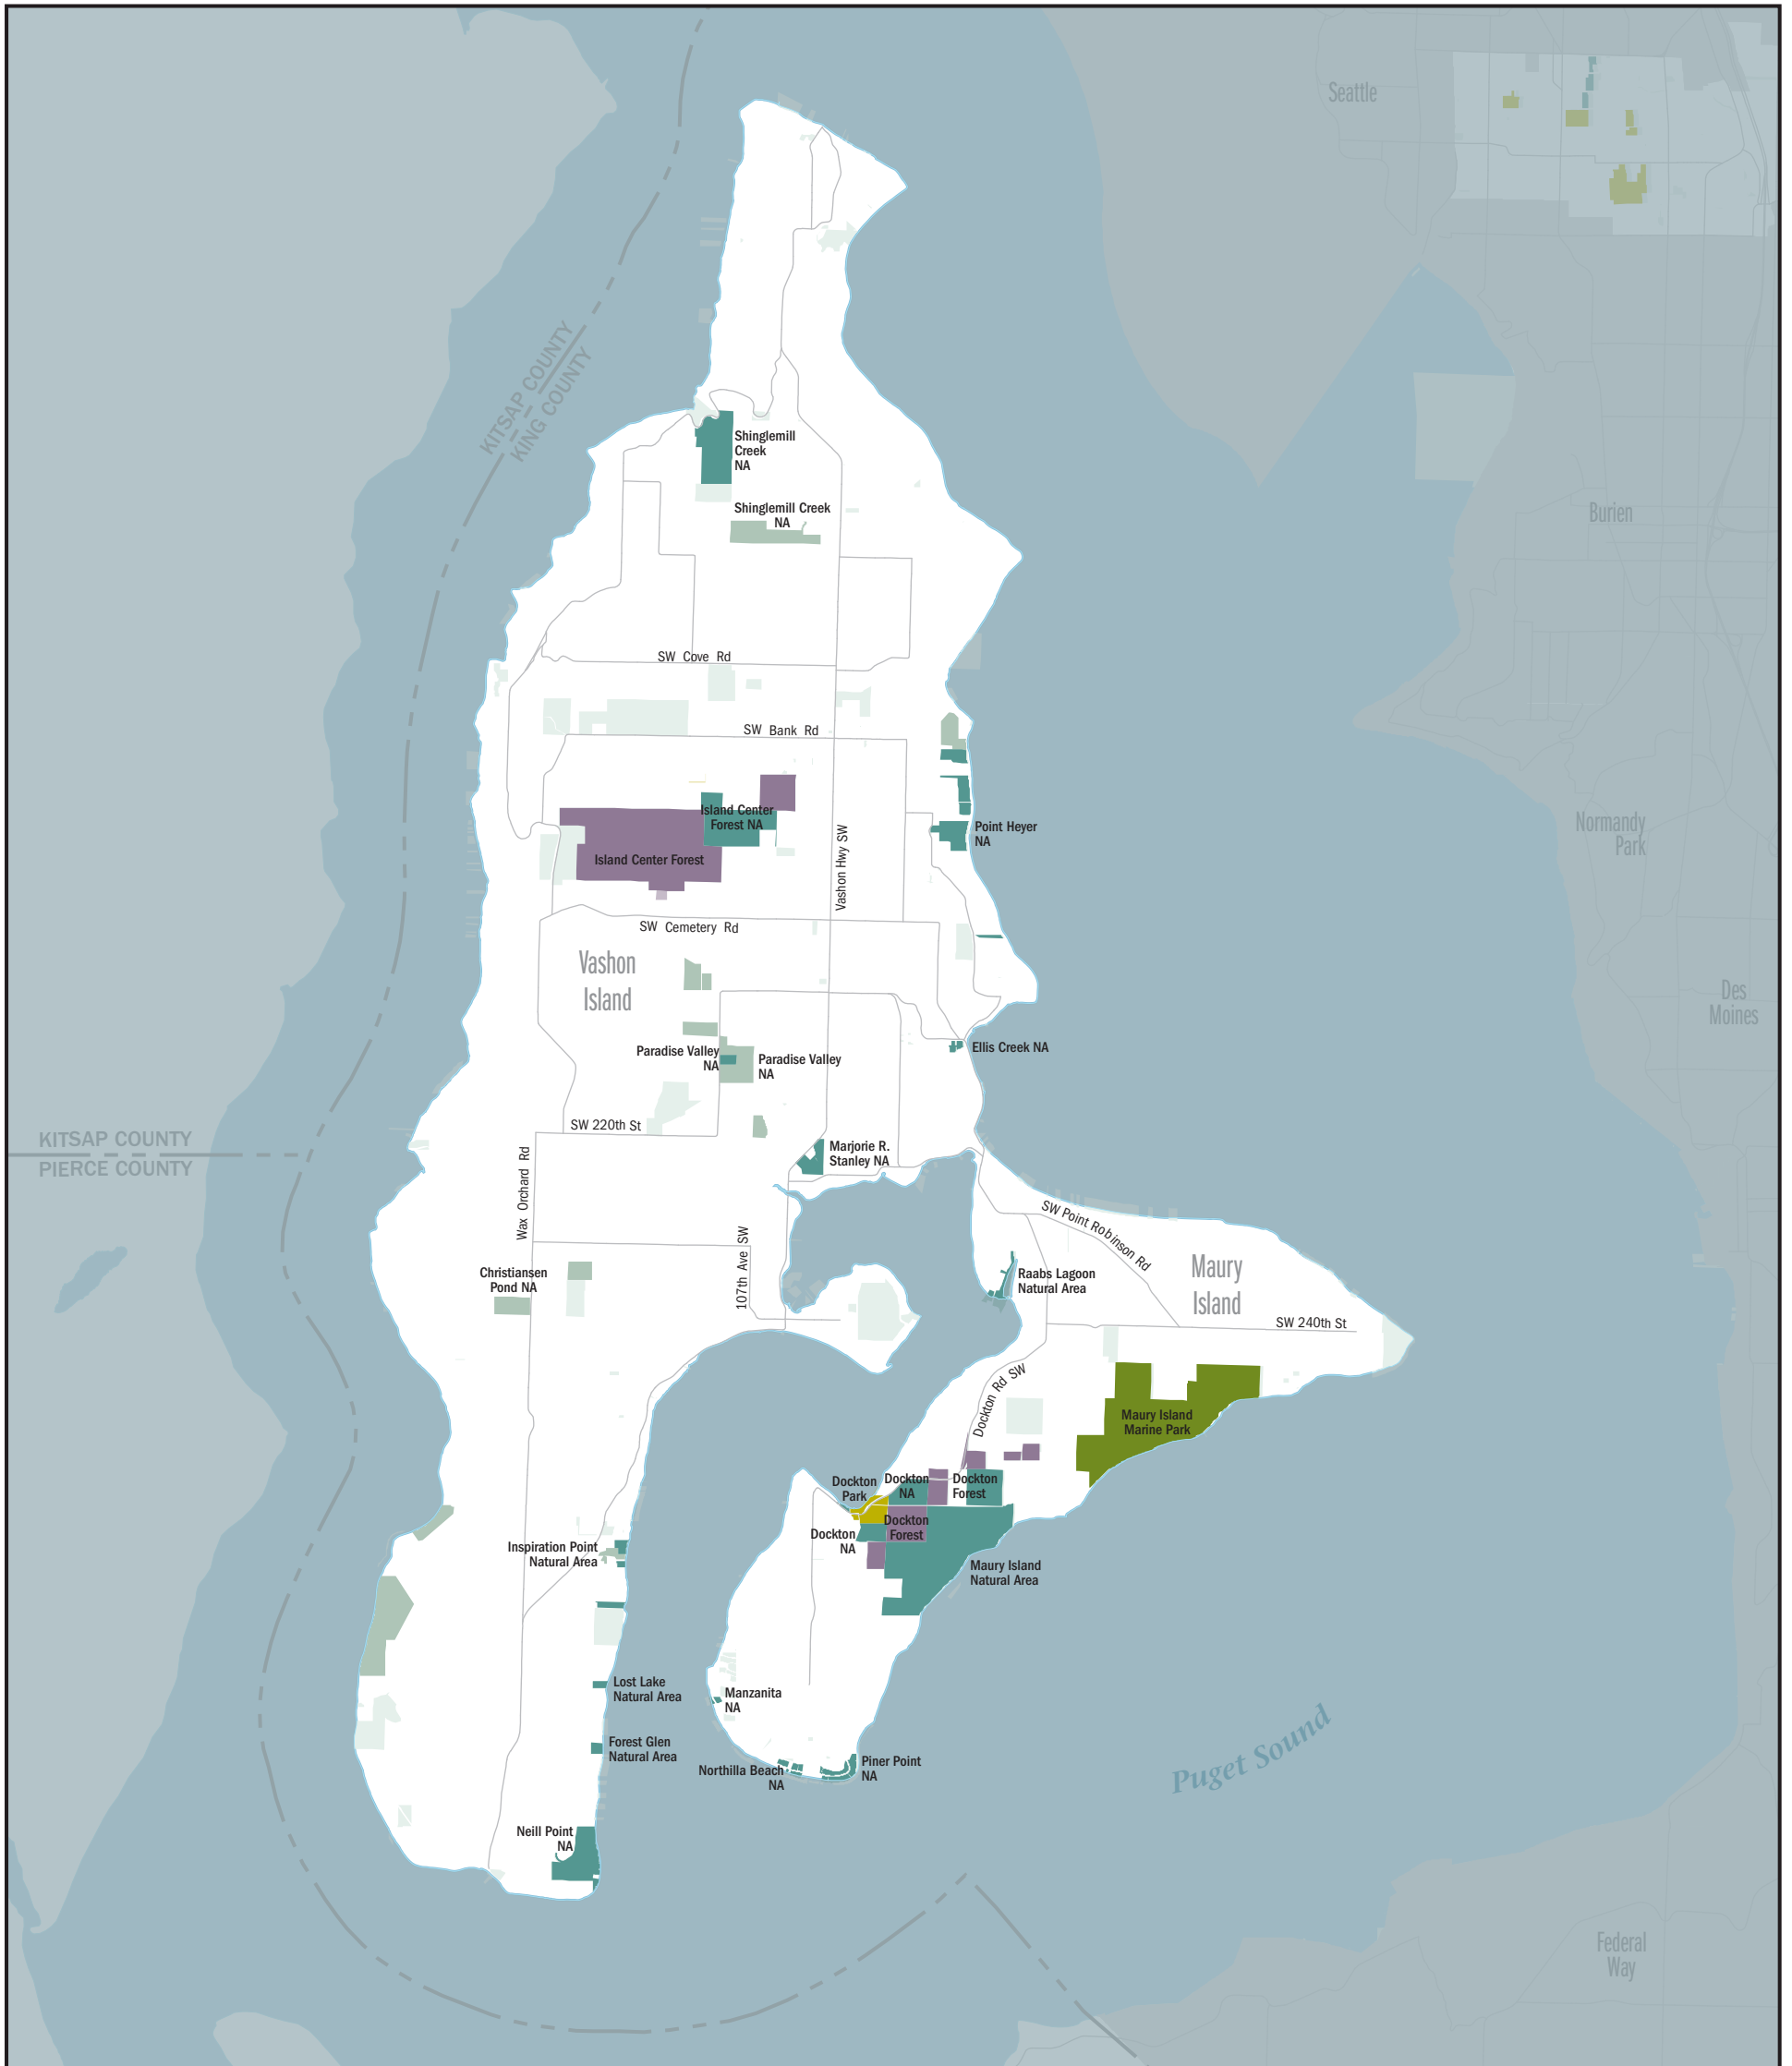 Seattle
KITSAP COUNTY
KING COUNTY
Shinglemill
Creek
NA
Shinglemill Creek
NA
Burien
SW Cove Rd
SW Bank Rd
Island Center
Forest NA
Island Center Forest
Vashon Hwy SW
Point Heyer
NA
Normandy
Park
SW Cemetery Rd
Vashon
Island
Des
Moines
Paradise Valley
NA
Paradise Valley
NA
Ellis Creek NA
SW 220th St
KITSAP COUNTY
PIERCE COUNTY
Wax Orchard Rd
Marjorie R.
Stanley NA
SW Point Robinson Rd
107th Ave SW
Christiansen
Pond NA
Raabs Lagoon
Natural Area
Maury
Island
SW 240th St
Dockton Rd SW
Maury Island
Marine Park
Dockton
Park
Dockton
NA
Dockton
Forest
Dockton
Forest
Dockton
NA
Inspiration Point
Natural Area
Maury Island
Natural Area
Lost Lake
Natural Area
Manzanita
NA
Forest Glen
Natural Area
Northilla Beach
NA
Piner Point
NA
Puget Sound
Neill Point
NA
Federal
Way